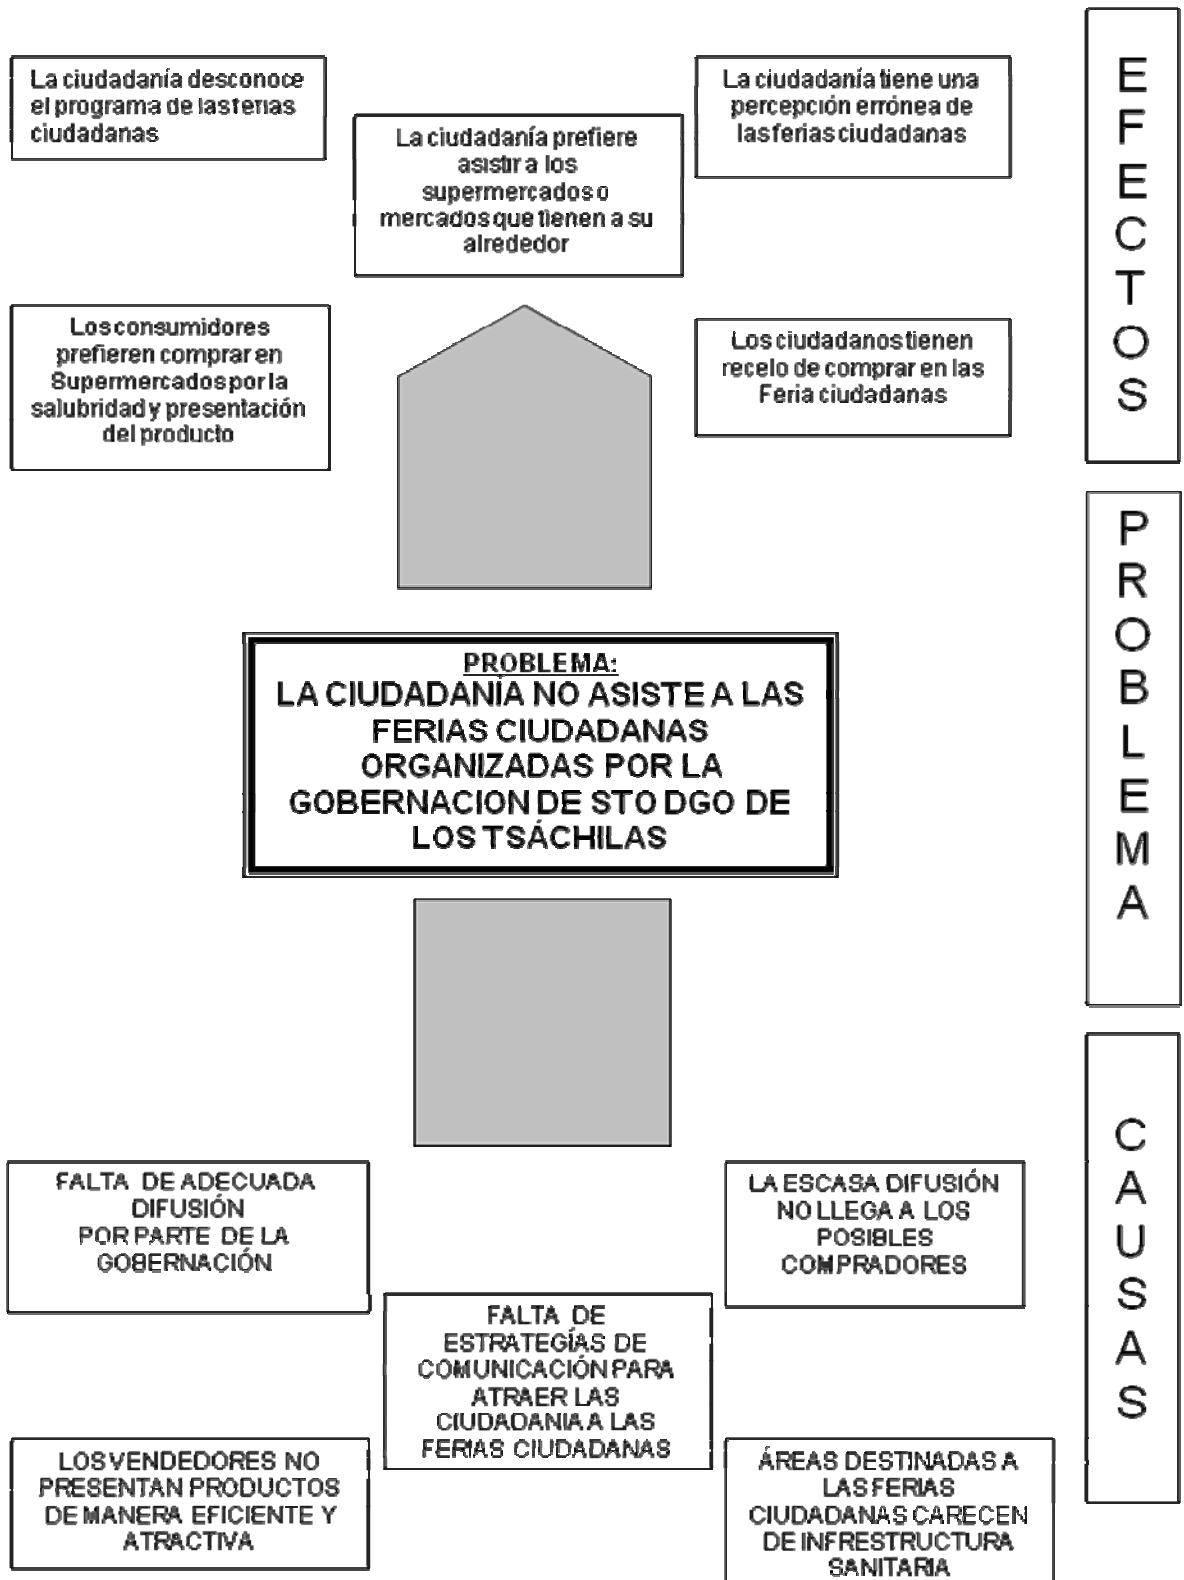 La ciudadanía desconoce
el programa de las ferias
ciudadanas
La ciudadanía prefiere
asistir a los
supermercados o
mercados que tienen a su
alrededor
La ciudadanía tiene una
percepción errónea de
las ferias ciudadanas
Los consumidores
prefieren comprar en
Supermercados por la
salubridad y presentación
del producto
Los ciudadanos tienen
recelo de comprar en las
Feria ciudadanas
E
F
E
C
T
O
S
PROBLEMA:
LA CIUDADANÍA NO ASISTE A LAS
FERIAS CIUDADANAS
ORGANIZADAS POR LA
GOBERNACION DE STO DGO DE
LOS TSÁCHILAS
P
R
O
B
L
E
M
A
FALTA DE ADECUADA
DIFUSIÓN
POR PARTE DE LA
GOBERNACIÓN
FALTA DE
ESTRATEGÍAS DE
COMUNICACIÓN PARA
ATRAER LAS
CIUDADANIA A LAS
FERIAS CIUDADANAS
LA ESCASA DIFUSIÓN
NO LLEGA A LOS
POSIBLES
COMPRADORES
LOS VENDEDORES NO
PRESENTAN PRODUCTOS
DE MANERA EFICIENTE Y
ATRACTIVA
ÁREAS DESTINADAS A
LAS FERIAS
CIUDADANAS CARECEN
DE INFRESTRUCTURA
SANITARIA
C
A
U
S
A
S